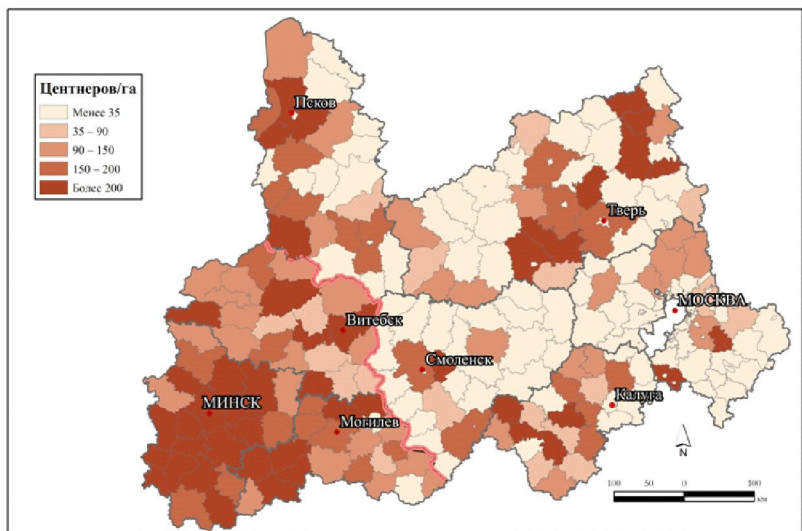 Центнеров/га
Менее 35
35 – 90
90 – 150
150 – 200
Более 200
Псков
Тверь
МОСКВА
Витебск
Смоленск
МИНСК
Калуга
Могилев
N
100 50 0 100
км